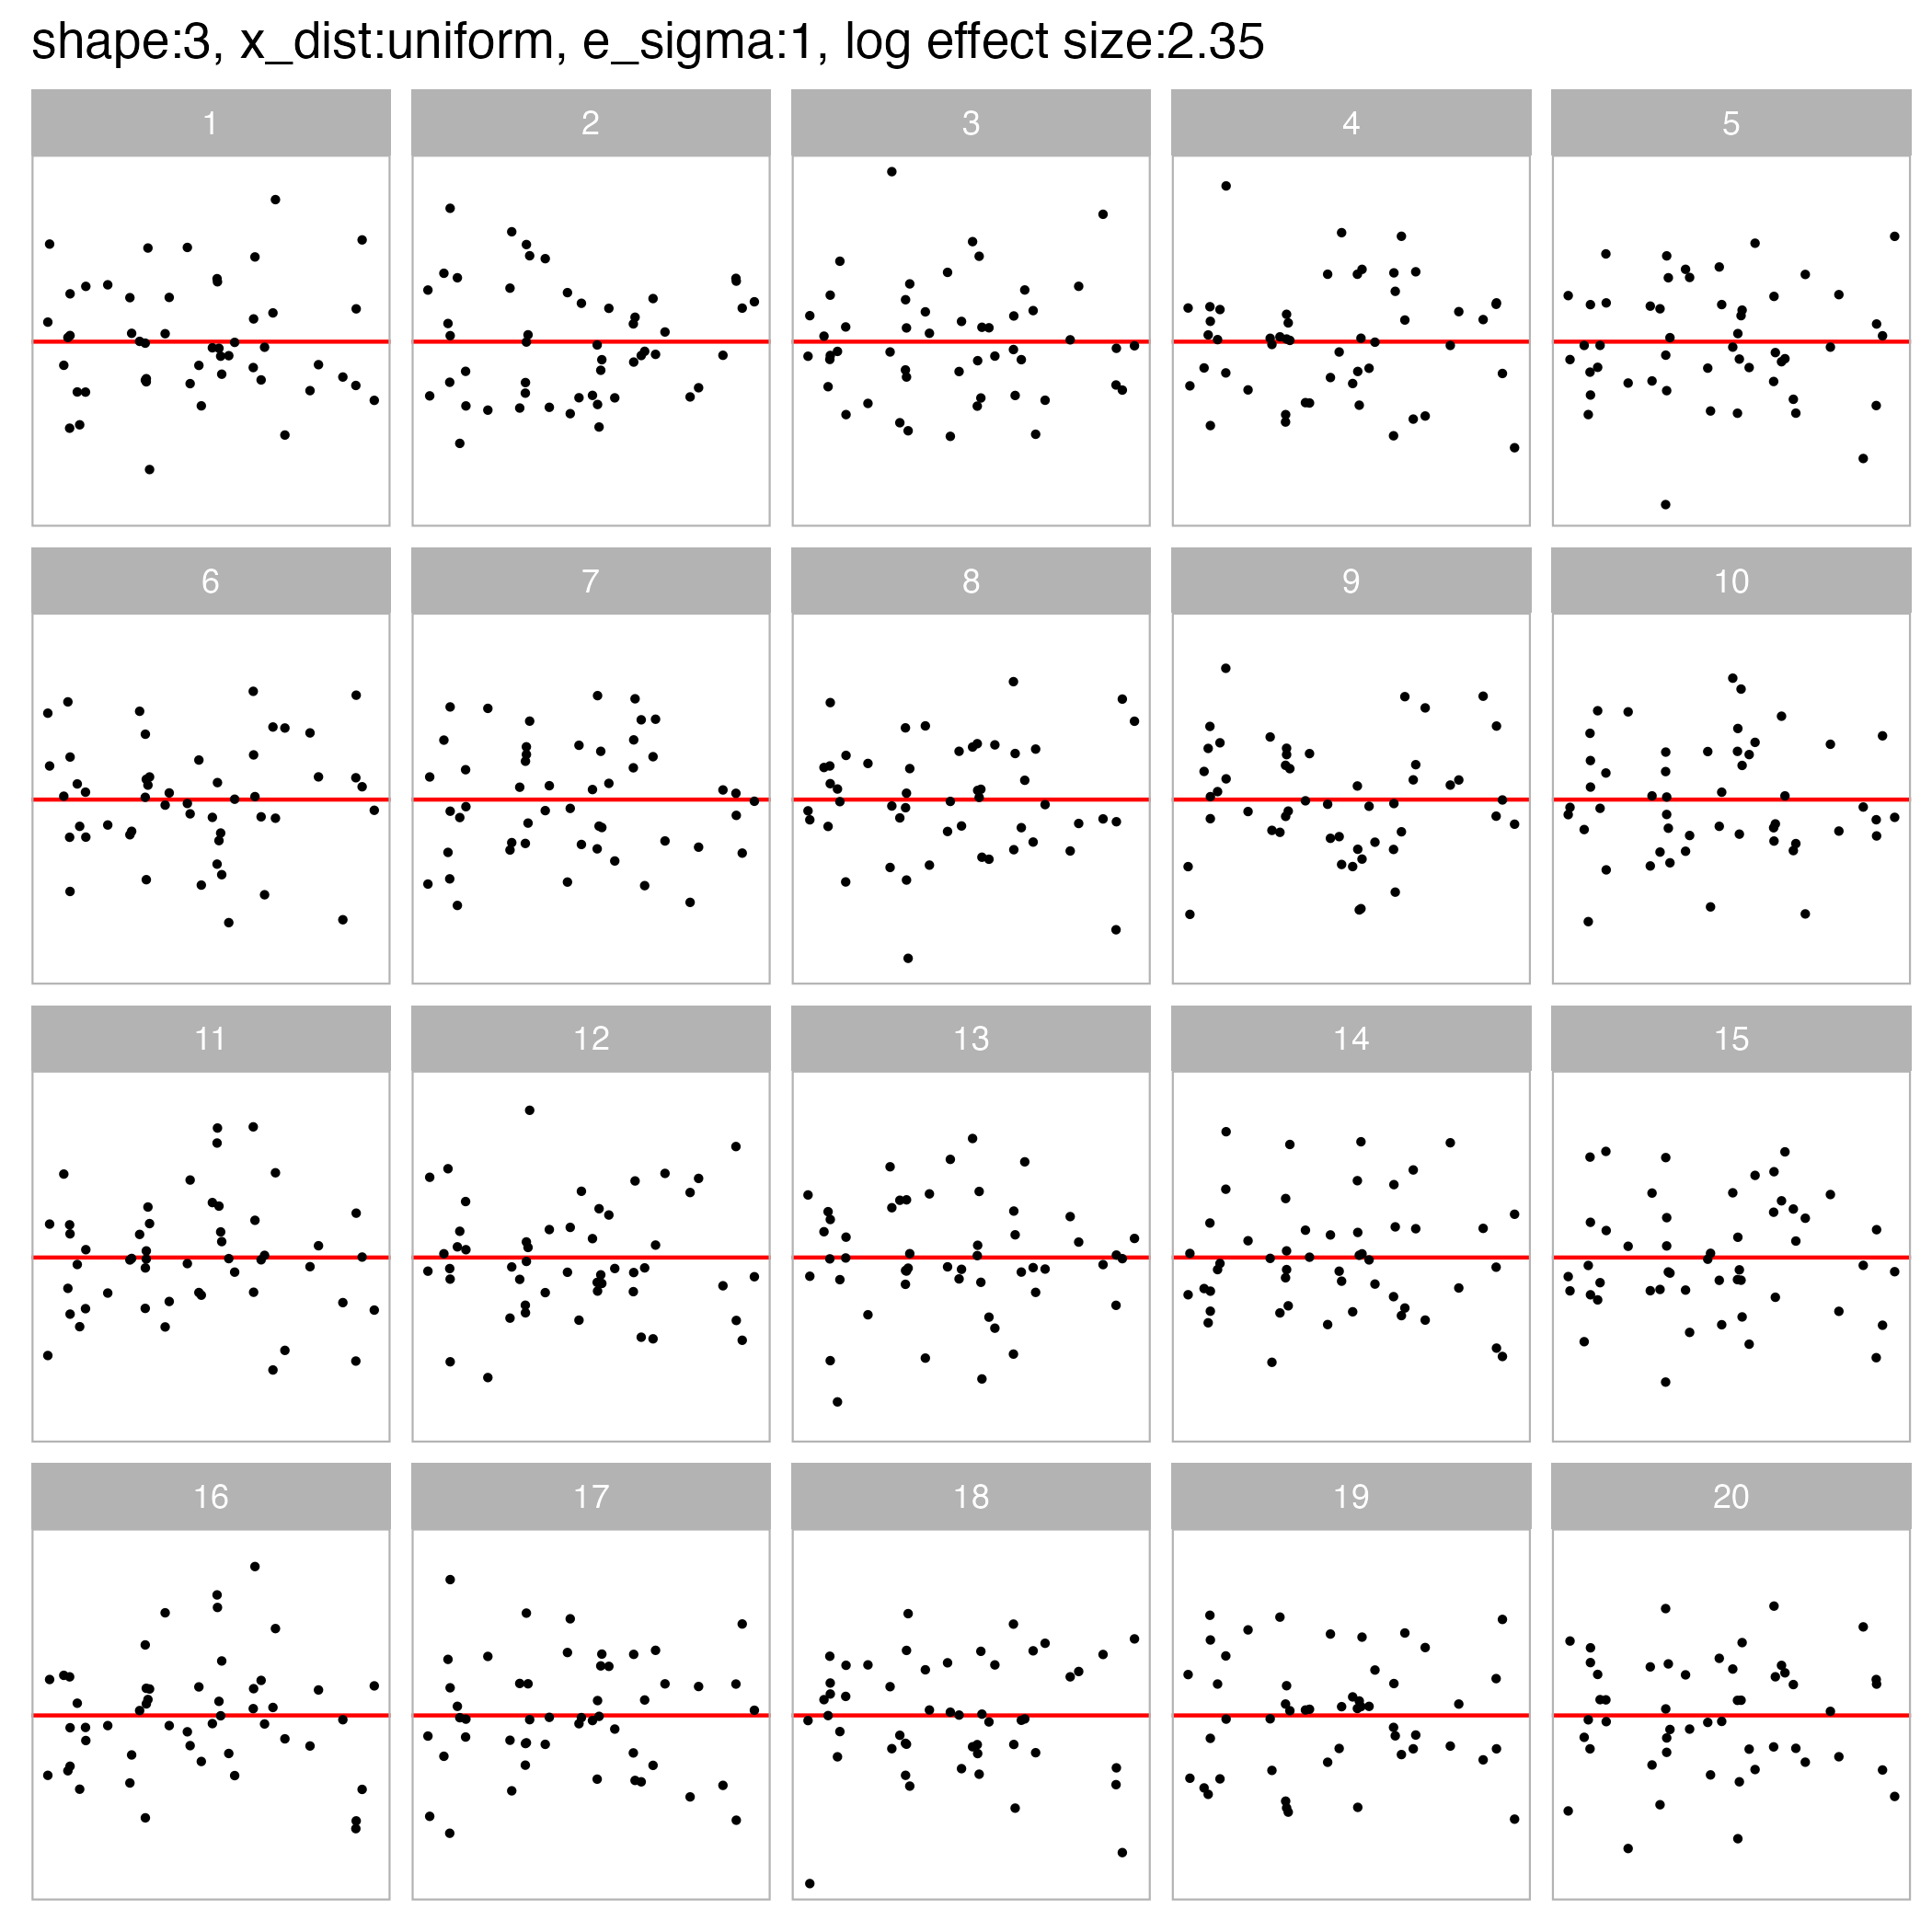 shape:3, x_dist:uniform, e_sigma:1, log effect size:2.35
1 2 3 4 5
6 7 8 9 10
11 12 13 14 15
16 17 18 19 20